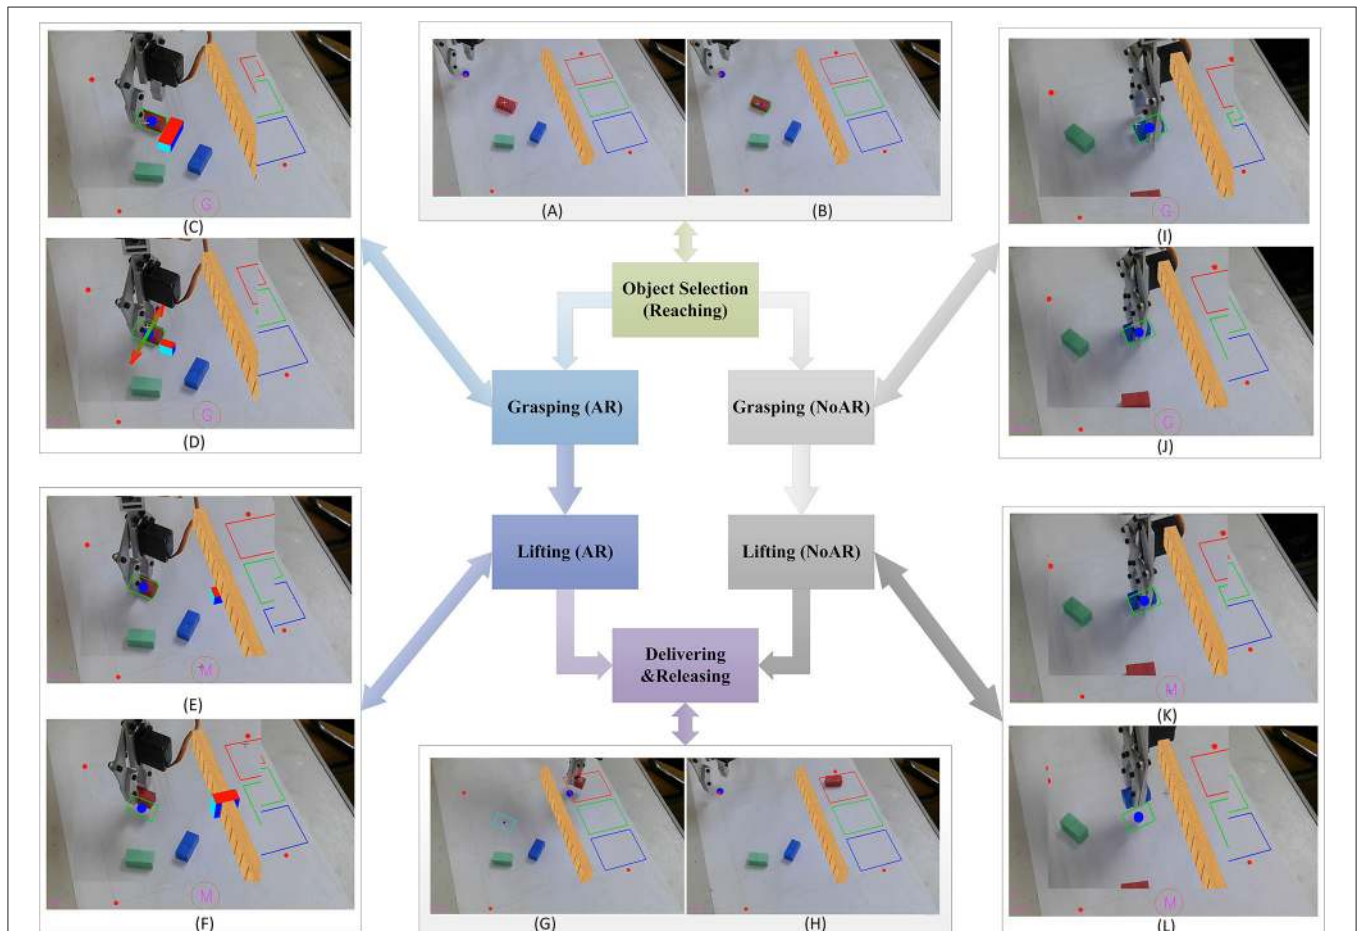 (A)
(B)
G
(C)
G
(I)
Object Selection
(Reaching)
G
(D)
G
(J)
Grasping (AR)
Grasping (NoAR)
M
(E)
M
(K)
Lifting (AR)
Lifting (NoAR)
Delivering
&Releasing
M
(F)
(G)
(H)
M
(L)